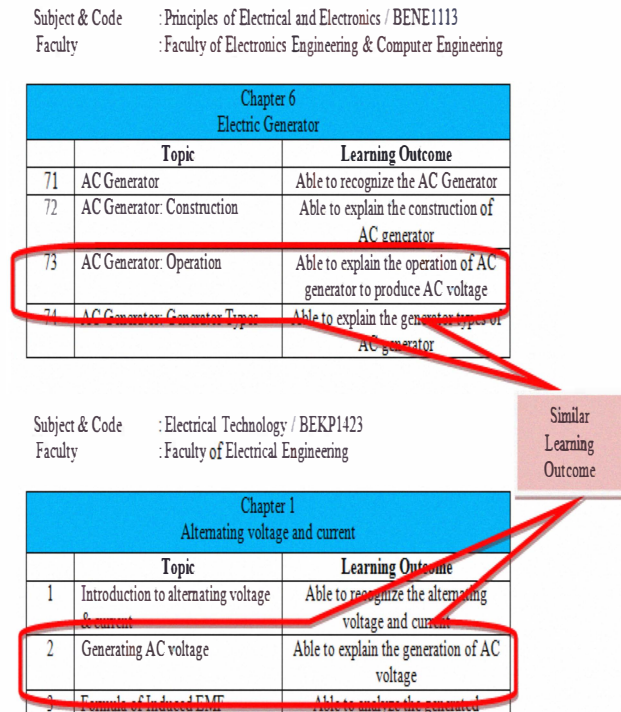 Subject & Code : Principles of Electrical and Electronics / BENE1113
Faculty : Faculty of Electronics Engineering & Computer Engineering
Chapter 6
Electric Generator
Topic Learning Outcome
71 AC Generator Able to recognize the AC Generator
72 AC Generator: Construction Able to explain the construction of
AC generator
73 AC Generator: Operation Able to explain the operation of AC
generator to produce AC voltage
74 AC Generator: Generator Types Able to explain the generator types of
AC generator
Similar
Learning
Outcome
Subject & Code : Electrical Technology / BEKP1423
Faculty : Faculty of Electrical Engineering
Chapter 1
Alternating voltage and current
Topic Learning Outcome
1 Introduction to alternating voltage Able to recognize the alternating
& current voltage and current
2 Generating AC voltage Able to explain the generation of AC
voltage
3 Formula of Induced EMF Able to analyze the generated